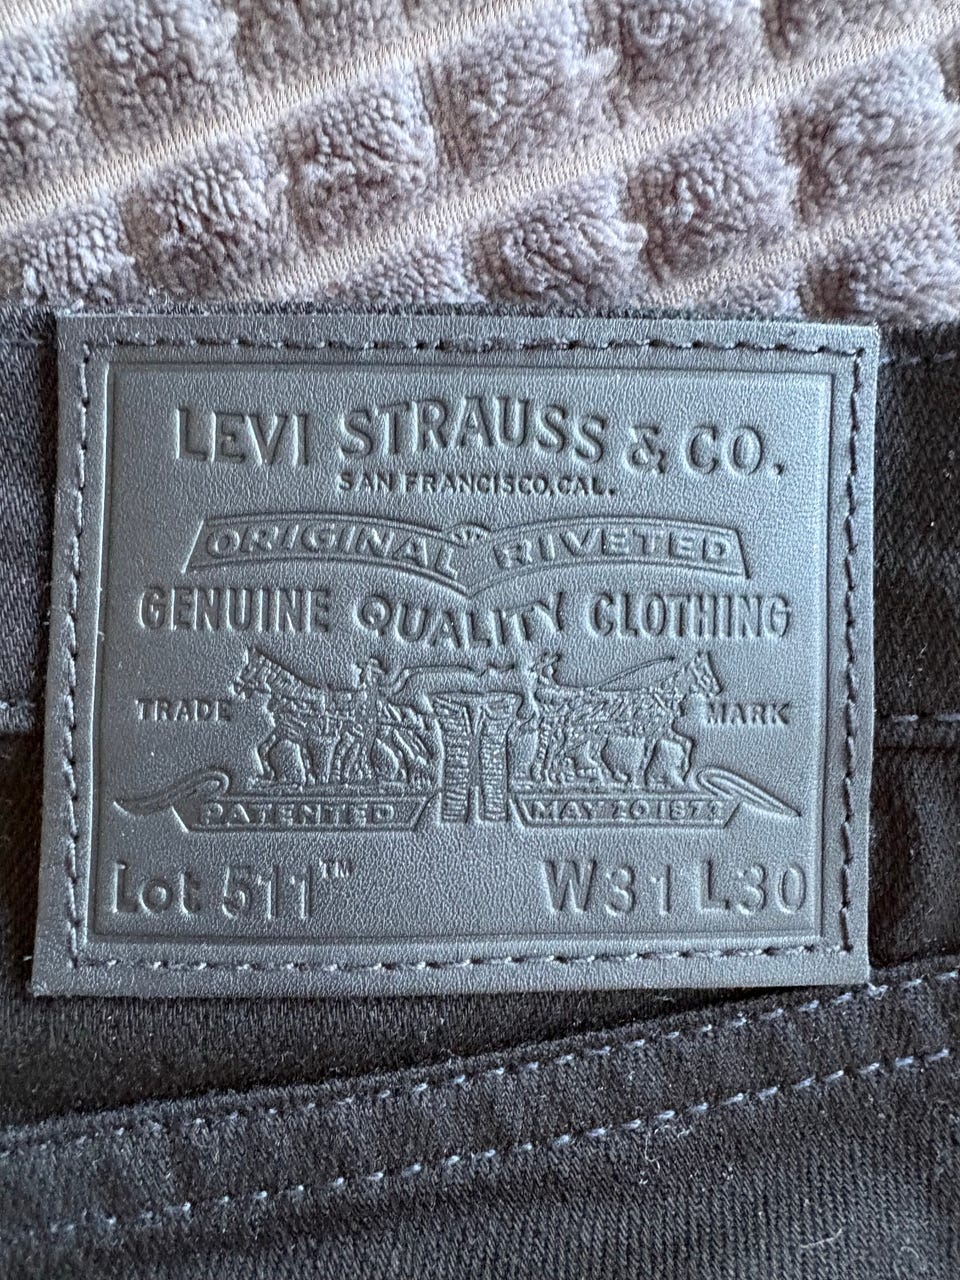 LEVI STRAUSS & CO.
SAN FRANCISCO, CAL.
ORIGINAL RIVETED
GENUINE QUALITY CLOTHING
TRADE MARK
PATENTED MAY 20 1873
Lot 511™ W31 L30